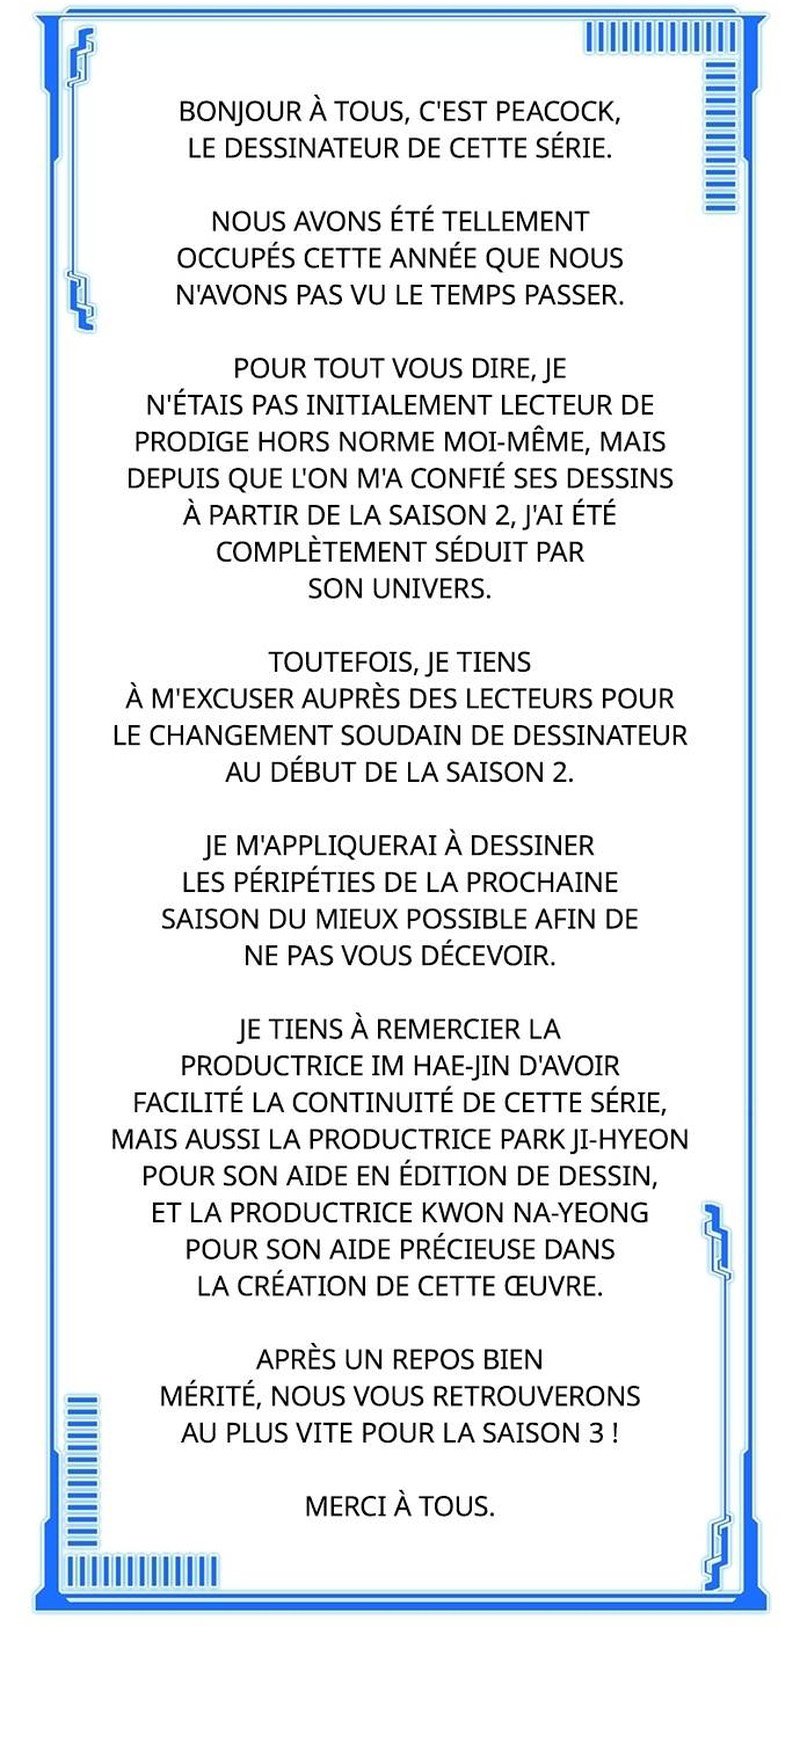 BONJOUR À TOUS, C'EST PEACOCK,
LE DESSINATEUR DE CETTE SÉRIE.
NOUS AVONS ÉTÉ TELLEMENT
OCCUPÉS CETTE ANNÉE QUE NOUS
N'AVONS PAS VU LE TEMPS PASSER.
POUR TOUT VOUS DIRE, JE
N'ÉTAIS PAS INITIALEMENT LECTEUR DE
PRODIGE HORS NORME MOI-MÊME, MAIS
DEPUIS QUE L'ON M'A CONFIÉ SES DESSINS
À PARTIR DE LA SAISON 2, J'AI ÉTÉ
COMPLÈTEMENT SÉDUIT PAR
SON UNIVERS.
TOUTEFOIS, JE TIENS
À M'EXCUSER AUPRÈS DES LECTEURS POUR
LE CHANGEMENT SOUDAIN DE DESSINATEUR
AU DÉBUT DE LA SAISON 2.
JE M'APPLIQUERAI À DESSINER
LES PÉRIPÉTIES DE LA PROCHAINE
SAISON DU MIEUX POSSIBLE AFIN DE
NE PAS VOUS DÉCEVOIR.
JE TIENS À REMERCIER LA
PRODUCTRICE IM HAE-JIN D'AVOIR
FACILITÉ LA CONTINUITÉ DE CETTE SÉRIE,
MAIS AUSSI LA PRODUCTRICE PARK JI-HYEON
POUR SON AIDE EN ÉDITION DE DESSIN,
ET LA PRODUCTRICE KWON NA-YEONG
POUR SON AIDE PRÉCIEUSE DANS
LA CRÉATION DE CETTE ŒUVRE.
APRÈS UN REPOS BIEN
MÉRITÉ, NOUS VOUS RETROUVERONS
AU PLUS VITE POUR LA SAISON 3 !
MERCI À TOUS.